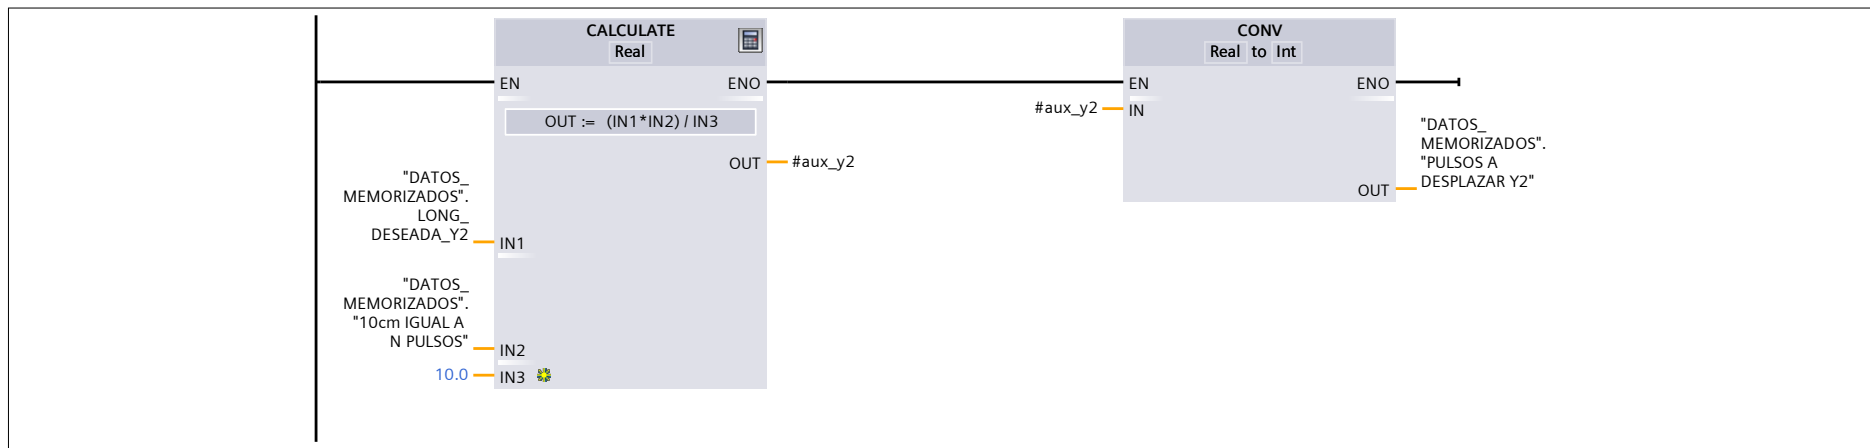 CALCULATE
Real
EN
ENO
OUT := (IN1*IN2) / IN3
OUT
#aux_y2
"DATOS_
MEMORIZADOS".
LONG_
DESEADA_Y2
IN1
"DATOS_
MEMORIZADOS".
"10cm IGUAL A
N PULSOS"
IN2
10.0
IN3
CONV
Real to Int
EN
ENO
#aux_y2
IN
"DATOS_
MEMORIZADOS".
"PULSOS A
DESPLAZAR Y2"
OUT